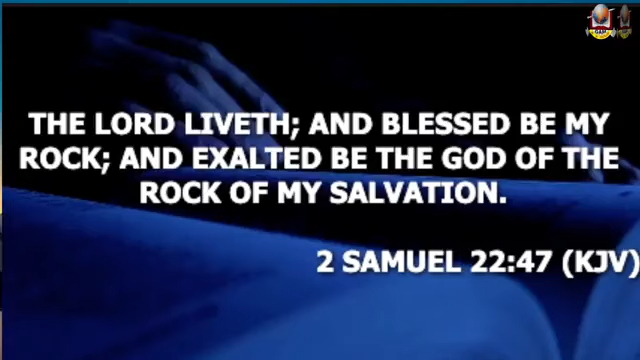 THE LORD LIVETH; AND BLESSED BE MY
ROCK; AND EXALTED BE THE GOD OF THE
ROCK OF MY SALVATION.
2 SAMUEL 22:47 (KJV)